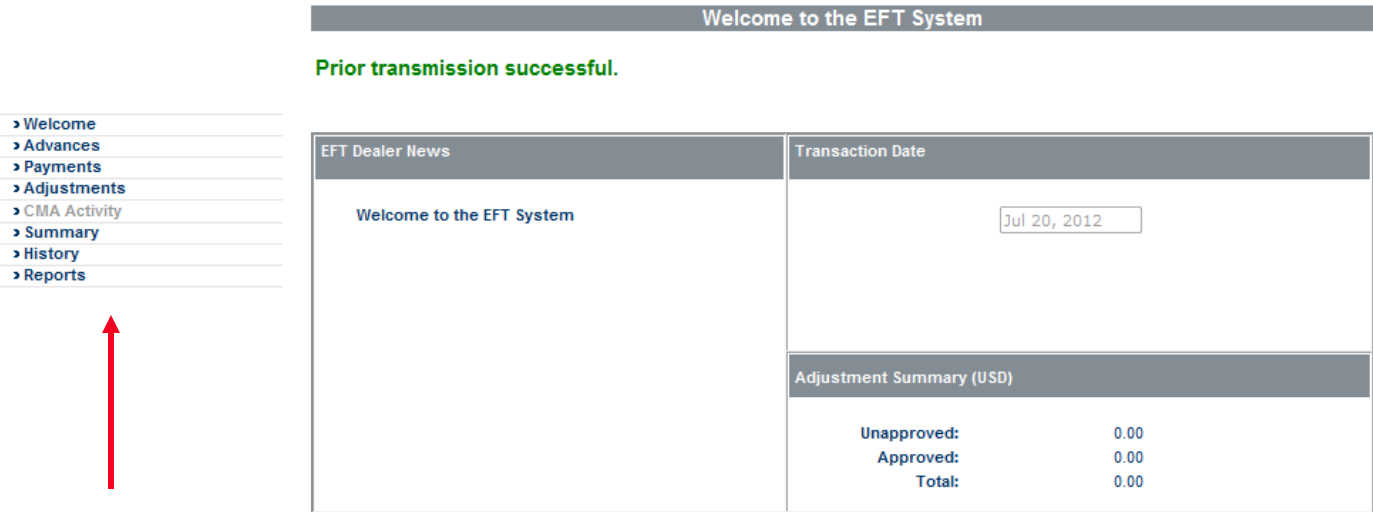 Welcome to the EFT System
Prior transmission successful.
Welcome
Advances
Payments
Adjustments
CMA Activity
Summary
History
Reports
EFT Dealer News
Welcome to the EFT System
Transaction Date
Jul 20, 2012
Adjustment Summary (USD)
Unapproved: 0.00
Approved: 0.00
Total: 0.00